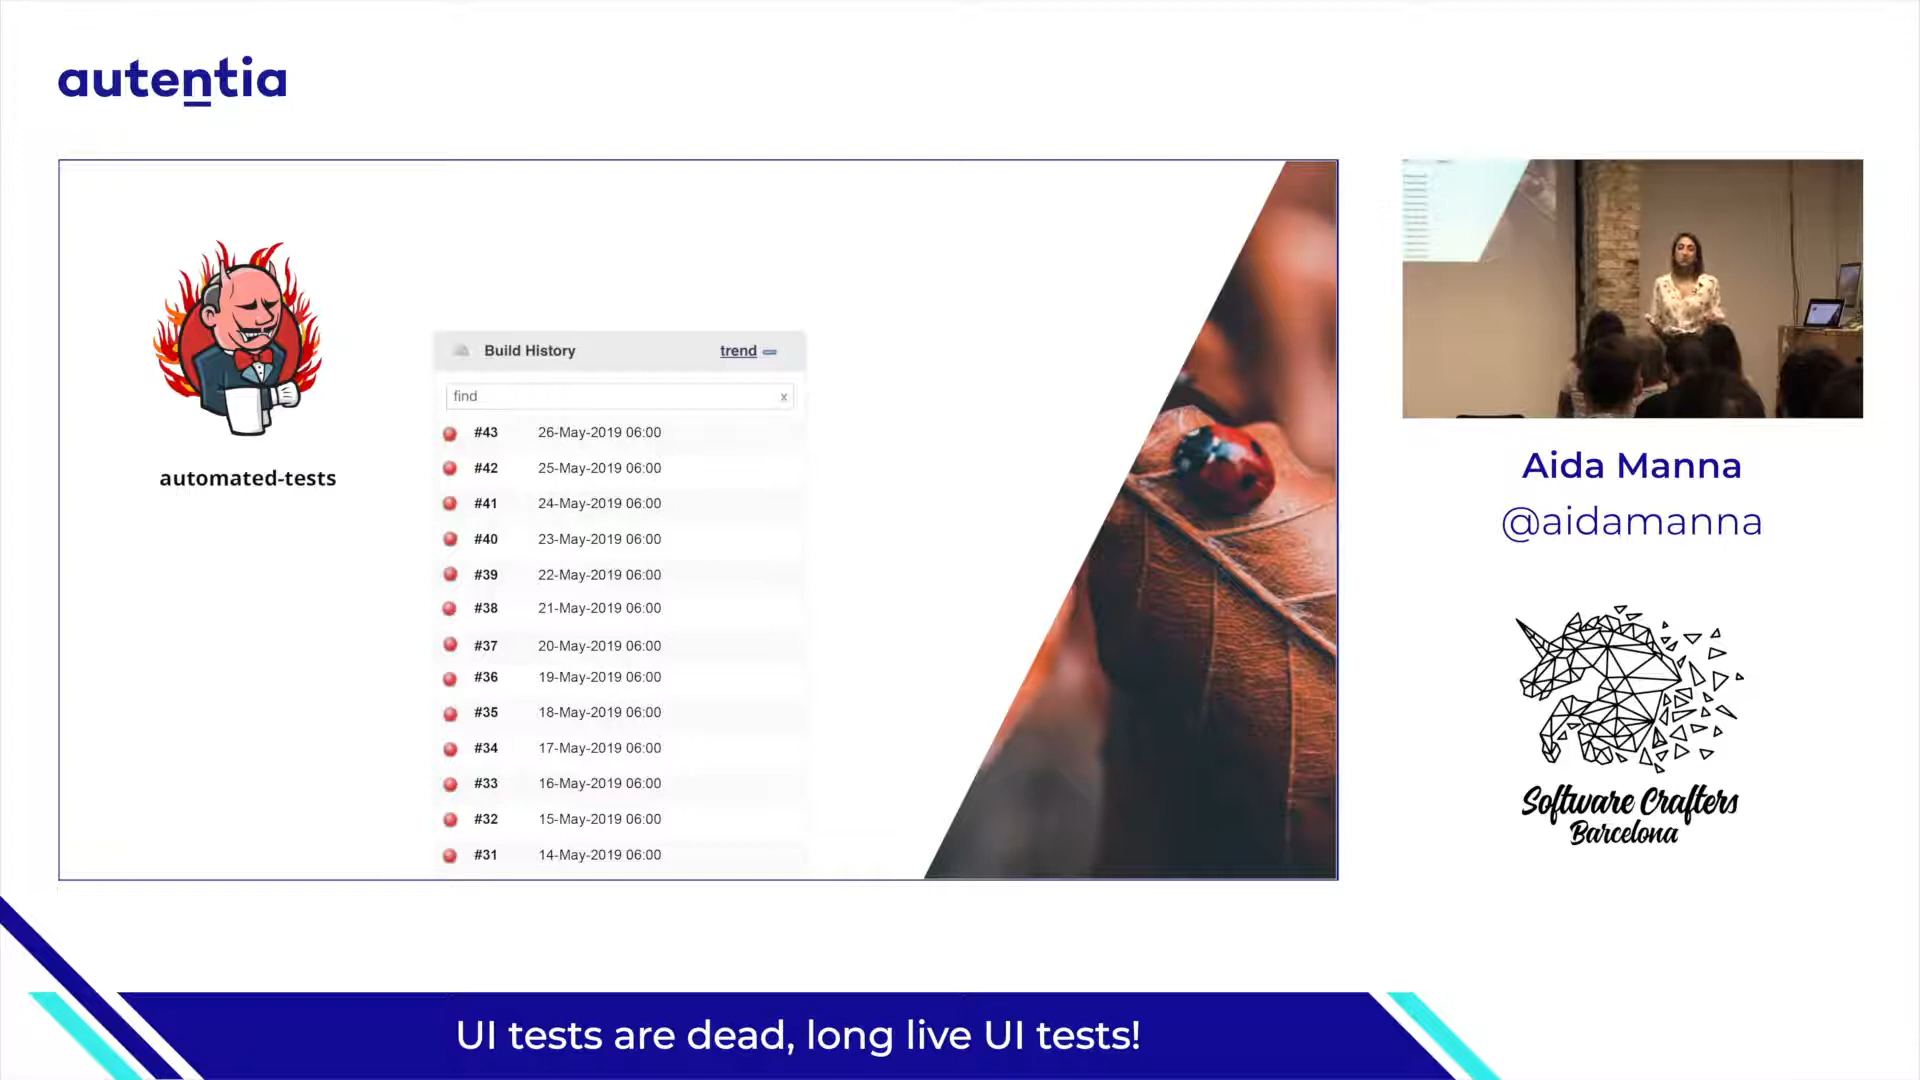 autentia
automated-tests
Build History trend
find x
#43 26-May-2019 06:00
#42 25-May-2019 06:00
#41 24-May-2019 06:00
#40 23-May-2019 06:00
#39 22-May-2019 06:00
#38 21-May-2019 06:00
#37 20-May-2019 06:00
#36 19-May-2019 06:00
#35 18-May-2019 06:00
#34 17-May-2019 06:00
#33 16-May-2019 06:00
#32 15-May-2019 06:00
#31 14-May-2019 06:00
Aida Manna
@aidamanna
Software Crafters
Barcelona
UI tests are dead, long live UI tests!